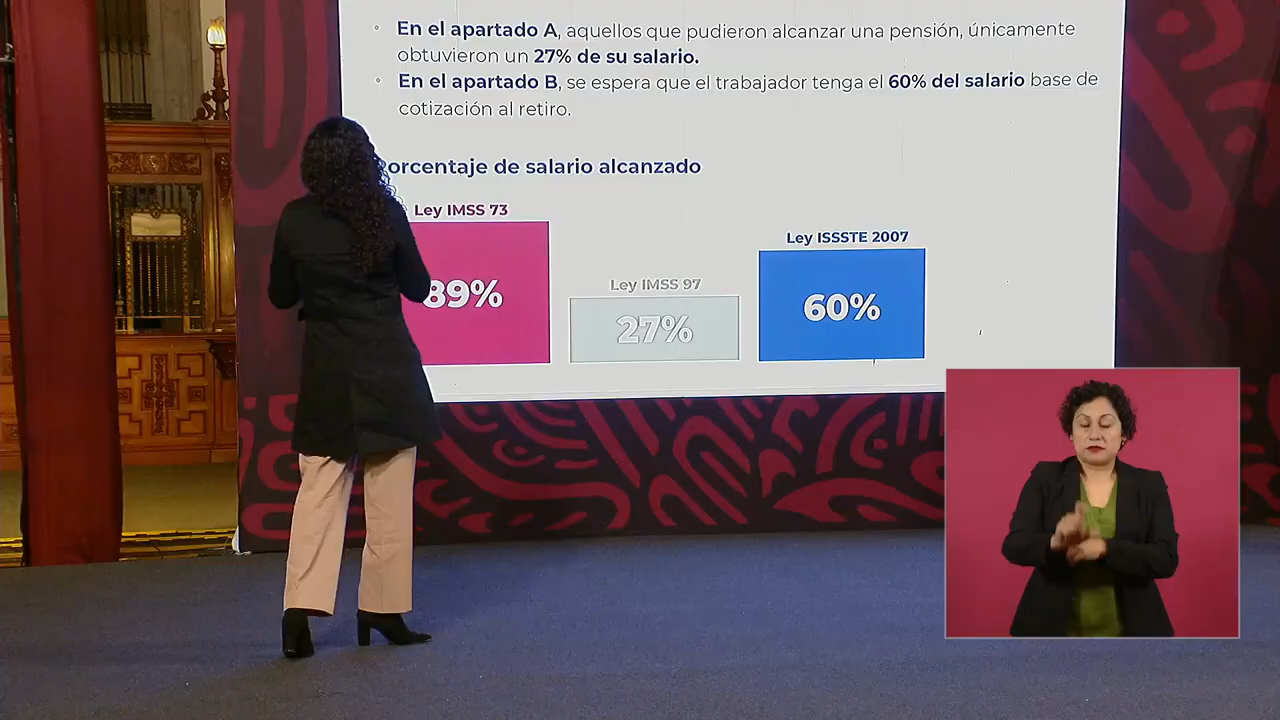 • En el apartado A, aquellos que pudieron alcanzar una pensión, únicamente
obtuvieron un 27% de su salario.
• En el apartado B, se espera que el trabajador tenga el 60% del salario base de
cotización al retiro.
orcentaje de salario alcanzado
Ley IMSS 73
89%
Ley IMSS 97
27%
Ley ISSSTE 2007
60%